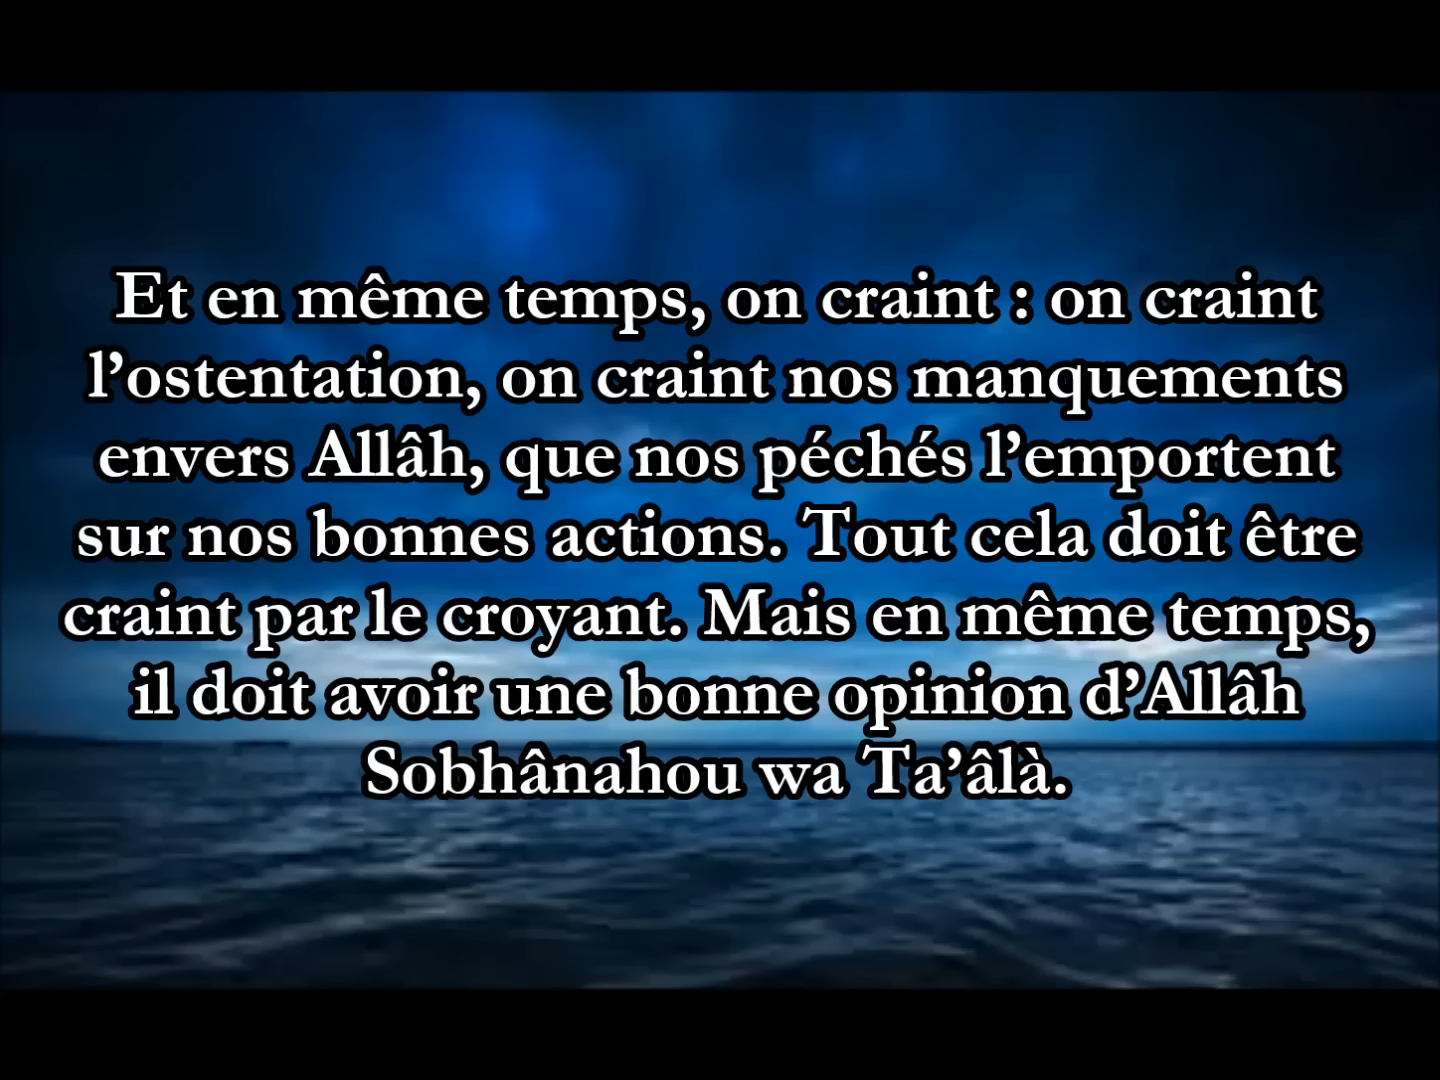 Et en même temps, on craint : on craint
l’ostentation, on craint nos manquements
envers Allâh, que nos péchés l’emportent
sur nos bonnes actions. Tout cela doit être
craint par le croyant. Mais en même temps,
il doit avoir une bonne opinion d’Allâh
Sobhânahou wa Ta’âlà.